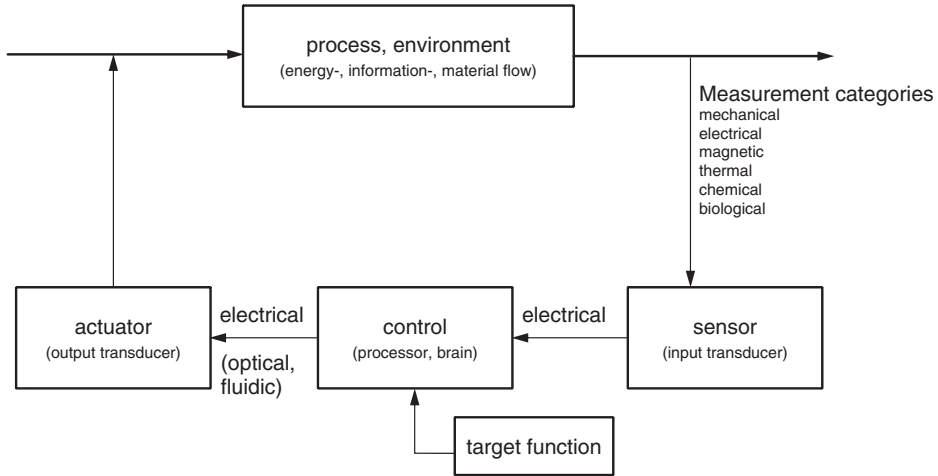 process, environment
(energy-, information-, material flow)
Measurement categories
mechanical
electrical
magnetic
thermal
chemical
biological
actuator
(output transducer)
electrical
(optical,
fluidic)
control
(processor, brain)
electrical
sensor
(input transducer)
target function